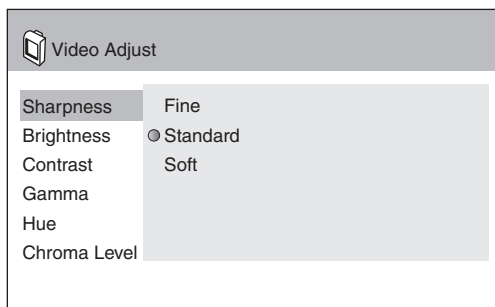 Video Adjust
Sharpness
Brightness
Contrast
Gamma
Hue
Chroma Level
Fine
Standard
Soft